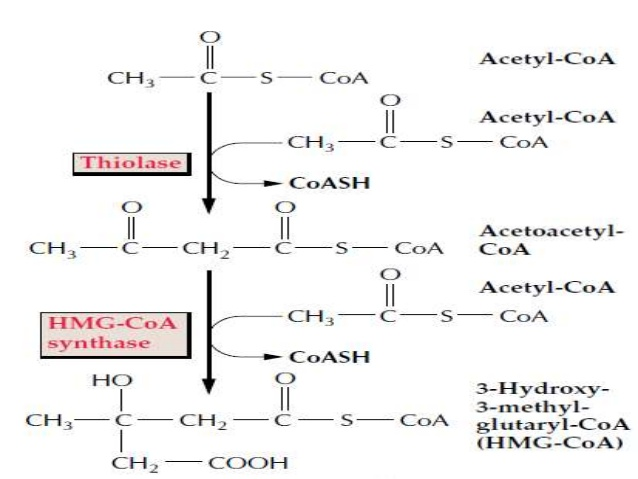 O
CH3 — C — S — CoA Acetyl-CoA
O Acetyl-CoA
CH3 — C — S — CoA
Thiolase
CoASH
O O
CH3 — C — CH2 — C — S — CoA Acetoacetyl-
CoA
O Acetyl-CoA
CH3 — C — S — CoA
HMG-CoA
synthase
CoASH
HO O
CH3 — C — CH2 — C — S — CoA
CH2 — COOH
3-Hydroxy-
3-methyl-
glutaryl-CoA
(HMG-CoA)